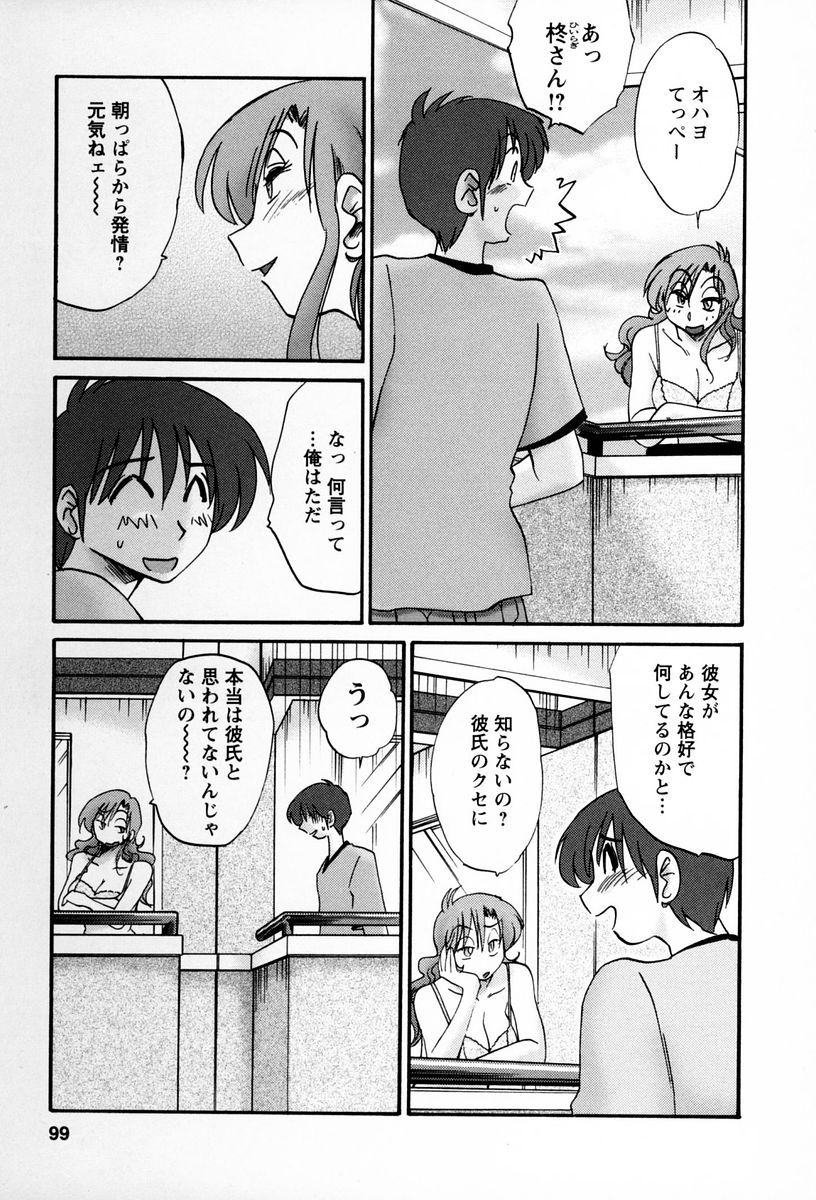 オハヨ
てっぺー
あっ
柊さん!?
ひいらぎ
朝っぱらから発情?
元気ねェ〜〜
なっ 何言って
…俺はただ
彼女が
あんな格好で
何してるのかと…
知らないの?
彼氏のクセに
うっ
本当は彼氏と
思われてないんじゃ
ないの〜〜?
99